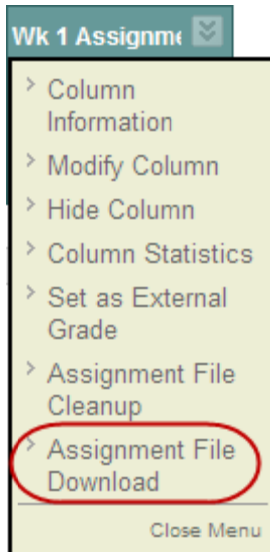 Wk 1 Assignme
> Column
Information
> Modify Column
> Hide Column
> Column Statistics
> Set as External
Grade
> Assignment File
Cleanup
> Assignment File
Download
Close Menu